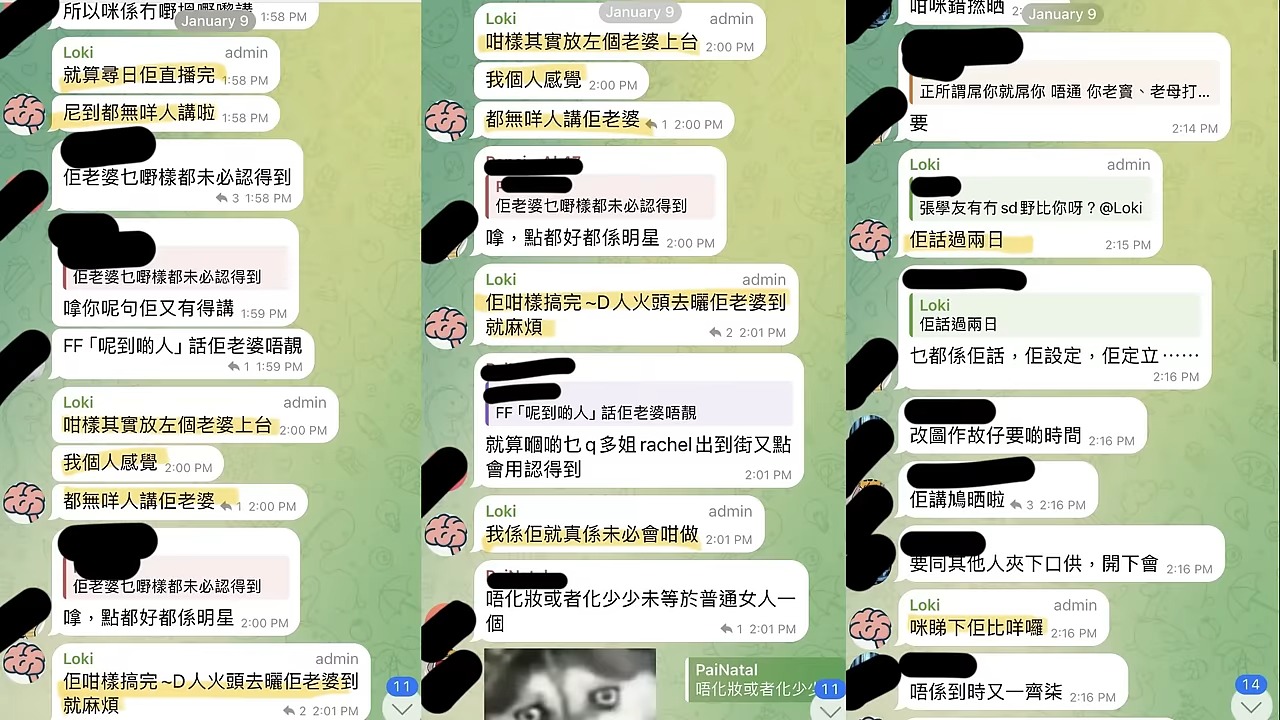 所以咪係冇嘢搵嘢嚟講
1:58 PM
January 9
Loki
admin
就算尋日佢直播完
1:58 PM
尼到都無咩人講啦
1:58 PM
佢老婆乜嘢樣都未必認得到
3 1:58 PM
佢老婆乜嘢樣都未必認得到
嗱你呢句佢又有得講
1:59 PM
FF「呢到啲人」話佢老婆唔靚
1 1:59 PM
Loki
admin
咁樣其實放左個老婆上台
2:00 PM
我個人感覺
2:00 PM
都無咩人講佢老婆
1 2:00 PM
佢老婆乜嘢樣都未必認得到
嗱，點都好都係明星
2:00 PM
Loki
admin
佢咁樣搞完~D人火頭去曬佢老婆到
就麻煩
2 2:01 PM
11
January 9
Loki
admin
咁樣其實放左個老婆上台
2:00 PM
我個人感覺
2:00 PM
都無咩人講佢老婆
1 2:00 PM
佢老婆乜嘢樣都未必認得到
嗱，點都好都係明星
2:00 PM
Loki
admin
佢咁樣搞完~D人火頭去曬佢老婆到
就麻煩
2 2:01 PM
FF「呢到啲人」話佢老婆唔靚
就算嗰啲乜q多姐rachel出到街又點
會用認得到
2:01 PM
Loki
admin
我係佢就真係未必會咁做
2:01 PM
PaiNatal
唔化妝或者化少少未等於普通女人一
個
1 2:01 PM
PaiNatal
唔化妝或者化少少
11
咁咪錯撚晒
January 9
正所謂屌你就屌你 唔通 你老竇、老母打...
要
2:14 PM
Loki
admin
張學友有冇sd野比你呀？@Loki
佢話過兩日
2:15 PM
Loki
佢話過兩日
乜都係佢話，佢設定，佢定立⋯⋯
2:16 PM
改圖作故仔要啲時間
2:16 PM
佢講鳩晒啦
3 2:16 PM
要同其他人夾下口供，開下會
2:16 PM
Loki
admin
咪睇下佢比咩囉
2:16 PM
唔係到時又一齊柒
2:16 PM
14